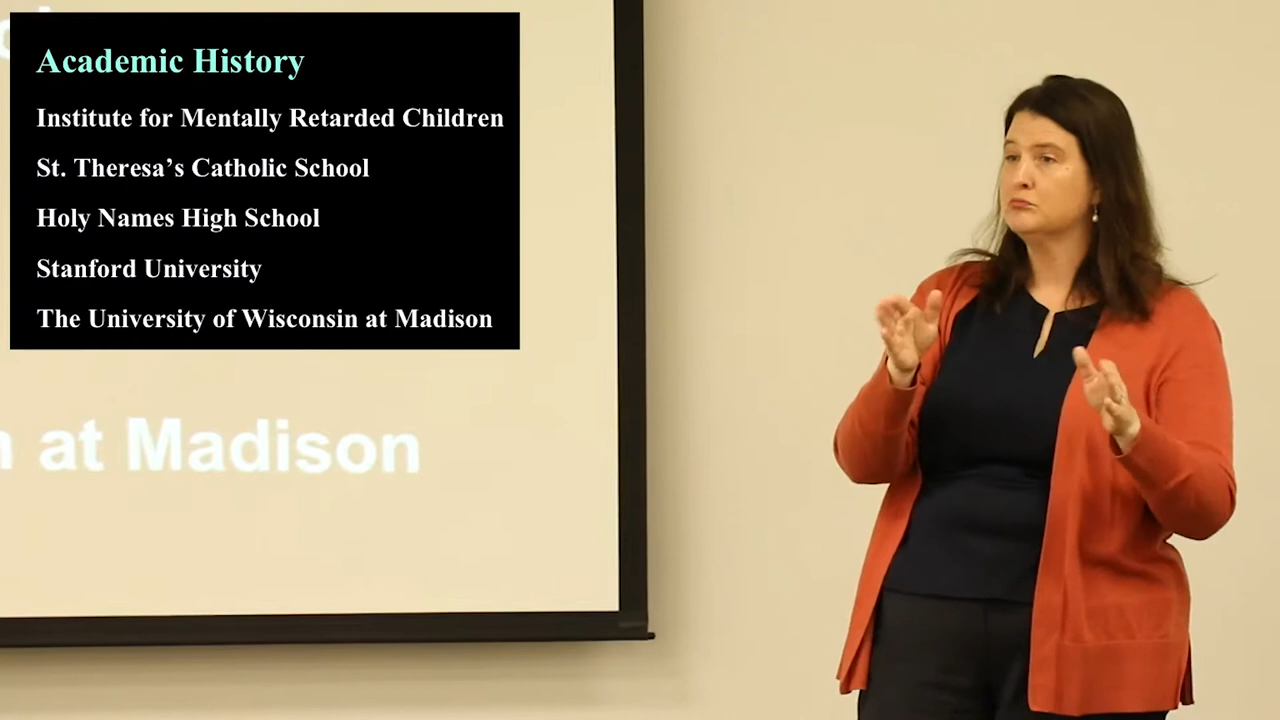 Academic History
Institute for Mentally Retarded Children
St. Theresa’s Catholic School
Holy Names High School
Stanford University
The University of Wisconsin at Madison
at Madison